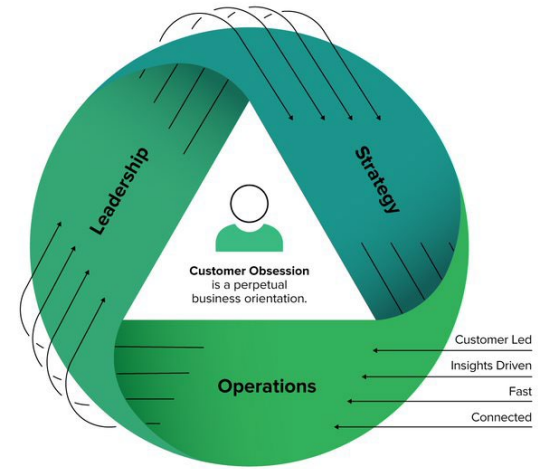 Leadership
Strategy
Customer Obsession
is a perpetual
business orientation.
Customer Led
Insights Driven
Fast
Connected
Operations